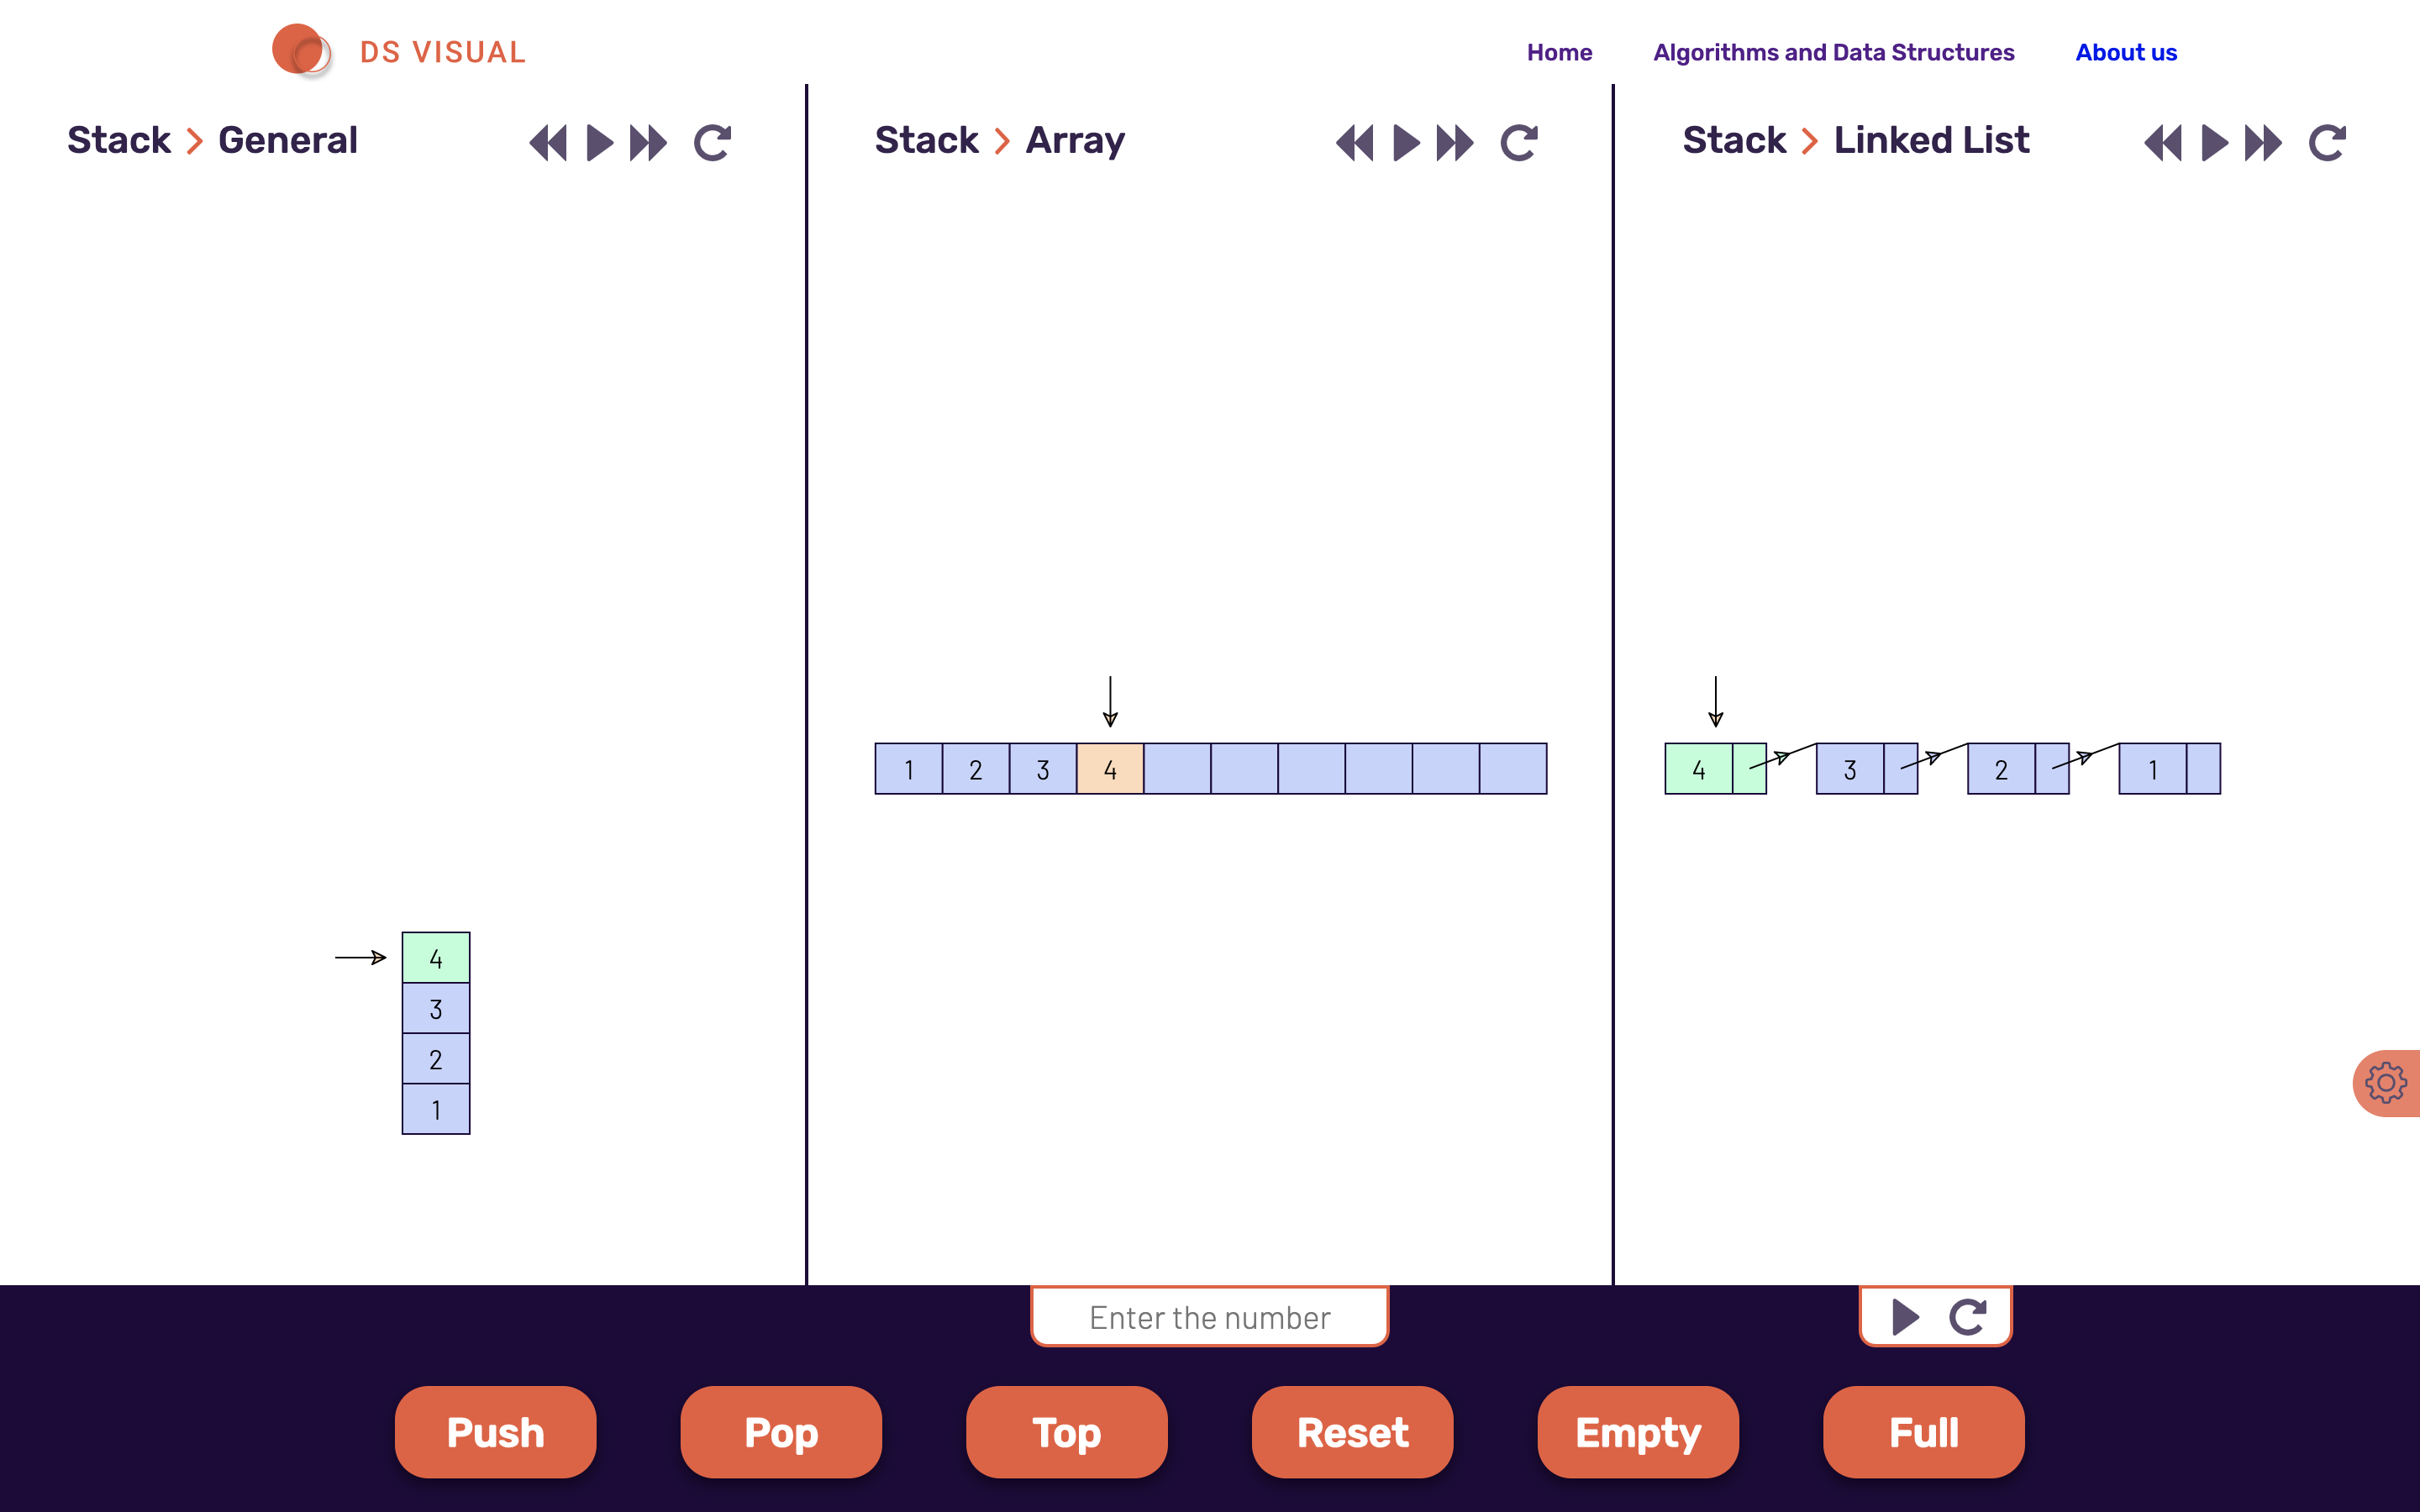 DS VISUAL
Home Algorithms and Data Structures About us
Stack > General
Stack > Array
Stack > Linked List
4
3
2
1
1 2 3 4
4 3 2 1
Enter the number
Push Pop Top Reset Empty Full